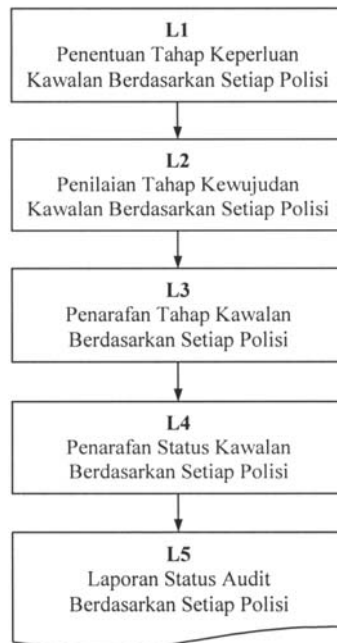 L1
Penentuan Tahap Keperluan
Kawalan Berdasarkan Setiap Polisi
L2
Penilaian Tahap Kewujudan
Kawalan Berdasarkan Setiap Polisi
L3
Penarafan Tahap Kawalan
Berdasarkan Setiap Polisi
L4
Penarafan Status Kawalan
Berdasarkan Setiap Polisi
L5
Laporan Status Audit
Berdasarkan Setiap Polisi